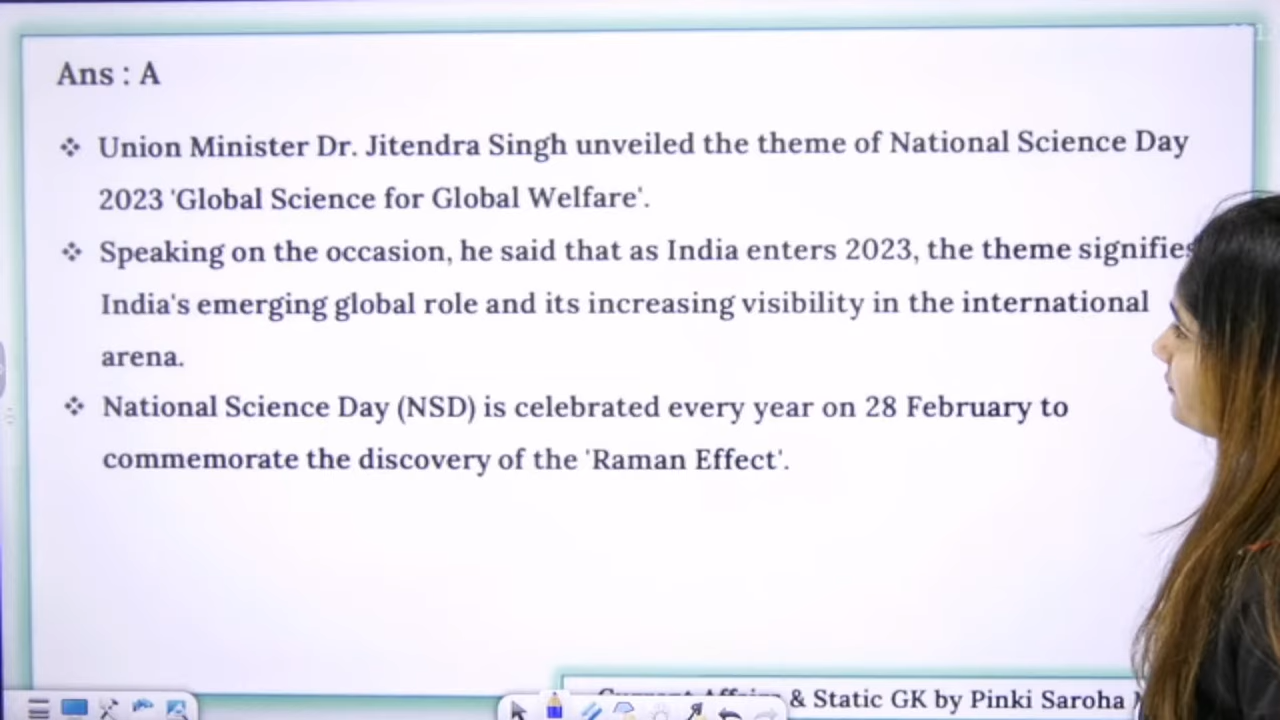 Ans : A
❖ Union Minister Dr. Jitendra Singh unveiled the theme of National Science Day
2023 'Global Science for Global Welfare'.
❖ Speaking on the occasion, he said that as India enters 2023, the theme signifies
India's emerging global role and its increasing visibility in the international
arena.
❖ National Science Day (NSD) is celebrated every year on 28 February to
commemorate the discovery of the 'Raman Effect'.
Current Affairs & Static GK by Pinki Saroha